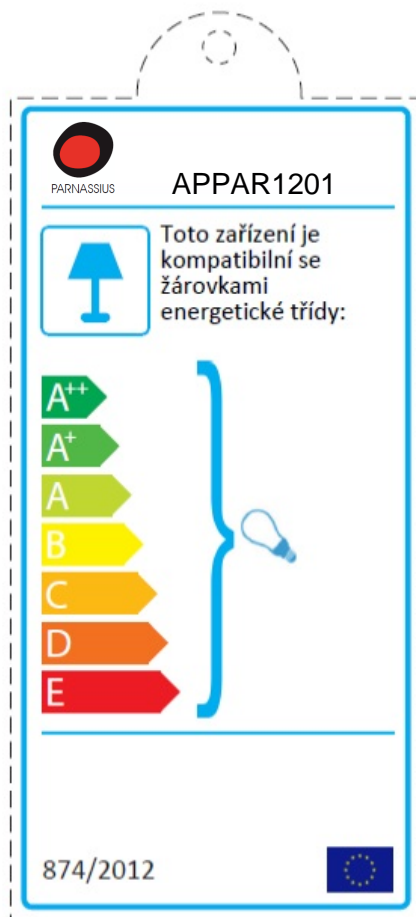 PARNASSIUS
APPAR1201
Toto zařízení je
kompatibilní se
žárovkami
energetické třídy:
A++
A+
A
B
C
D
E
874/2012